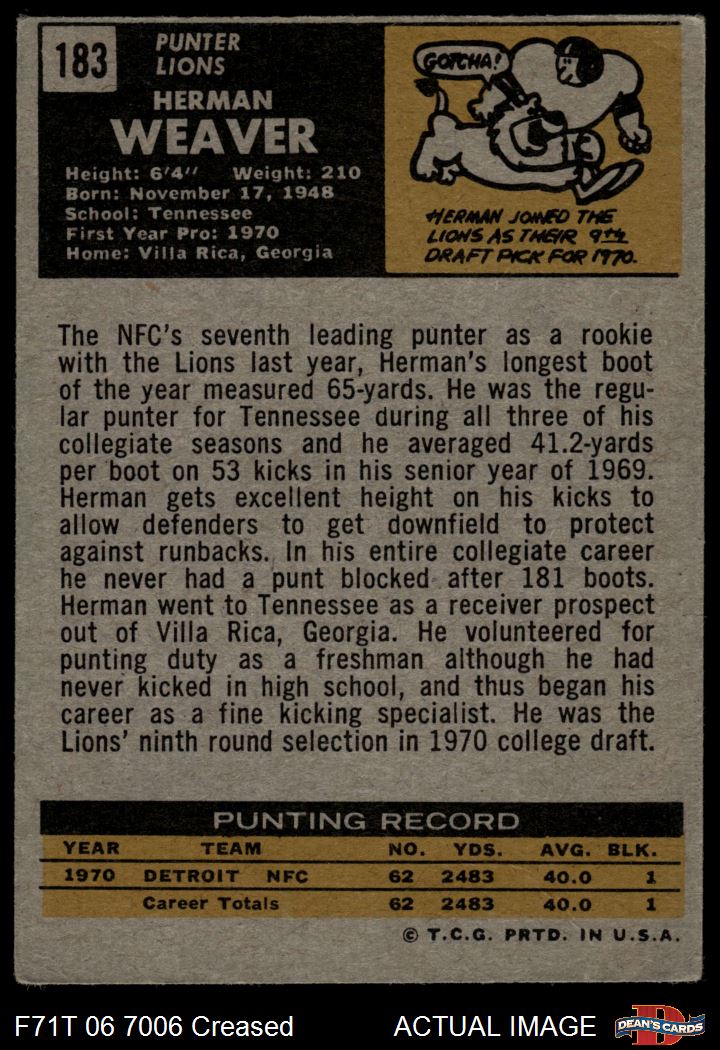 183
PUNTER
LIONS
HERMAN
WEAVER
Height: 6'4" Weight: 210
Born: November 17, 1948
School: Tennessee
First Year Pro: 1970
Home: Villa Rica, Georgia
GOTCHA!
HERMAN JOINED THE
LIONS AS THEIR 9TH
DRAFT PICK FOR 1970.
The NFC's seventh leading punter as a rookie
with the Lions last year, Herman's longest boot
of the year measured 65-yards. He was the regu-
lar punter for Tennessee during all three of his
collegiate seasons and he averaged 41.2-yards
per boot on 53 kicks in his senior year of 1969.
Herman gets excellent height on his kicks to
allow defenders to get downfield to protect
against runbacks. In his entire collegiate career
he never had a punt blocked after 181 boots.
Herman went to Tennessee as a receiver prospect
out of Villa Rica, Georgia. He volunteered for
punting duty as a freshman although he had
never kicked in high school, and thus began his
career as a fine kicking specialist. He was the
Lions' ninth round selection in 1970 college draft.
PUNTING RECORD
YEAR TEAM NO. YDS. AVG. BLK.
1970 DETROIT NFC 62 2483 40.0 1
Career Totals 62 2483 40.0 1
© T.C.G. PRTD. IN U.S.A.
F71T 06 7006 Creased ACTUAL IMAGE
D
DEAN'S CARDS